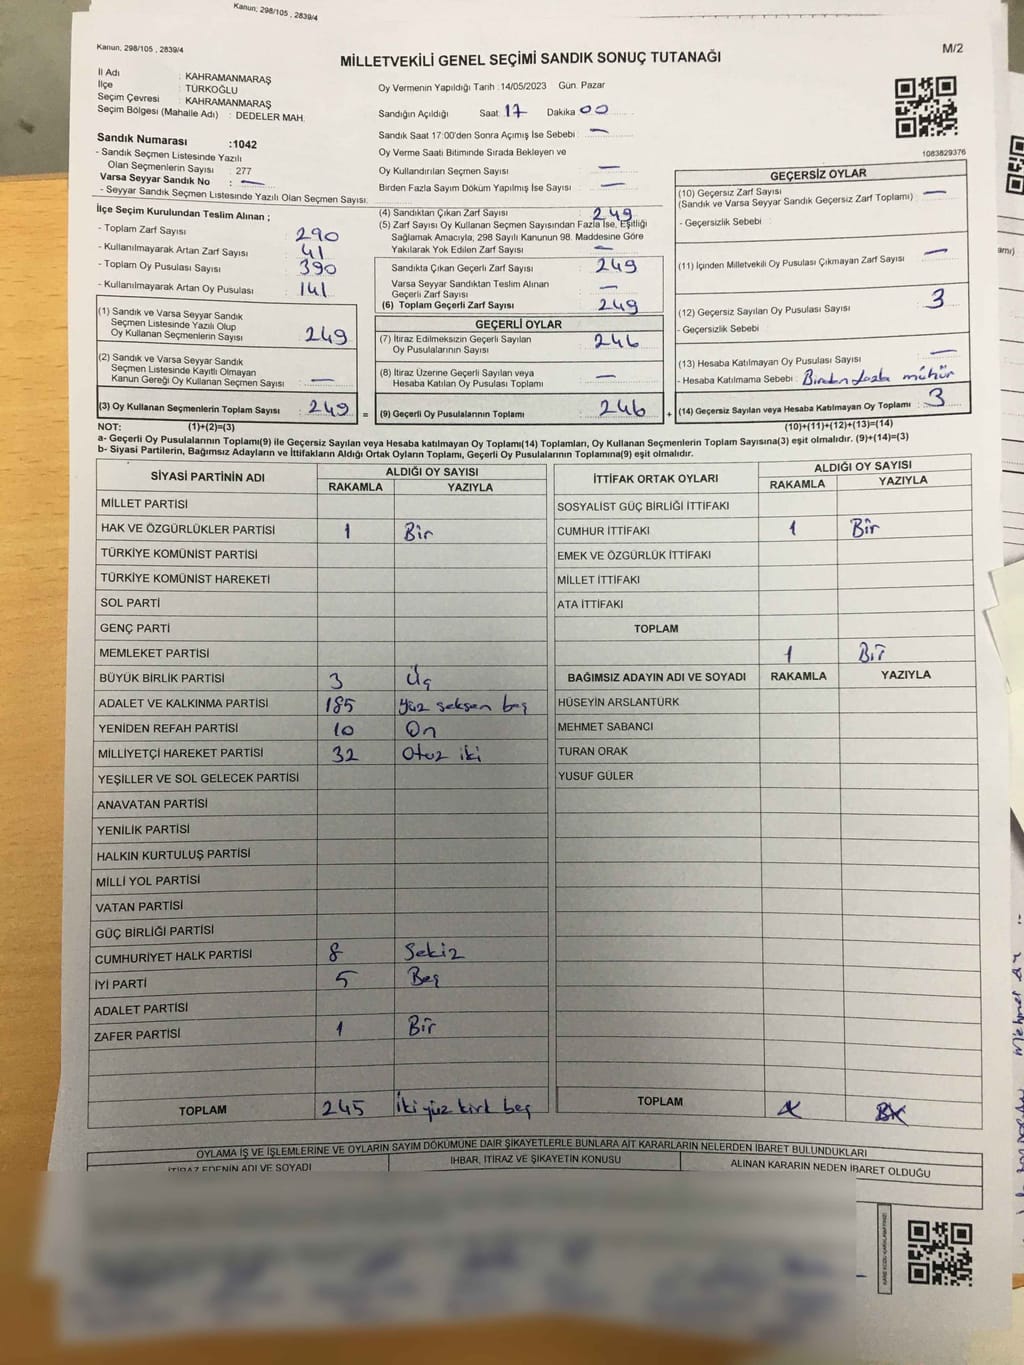 Kanun; 298/105 , 2839/4
Kanun, 298/105 , 2839/4
M/2
MİLLETVEKİLİ GENEL SEÇİMİ SANDIK SONUÇ TUTANAĞI
İl Adı : KAHRAMANMARAŞ
İlçe : TÜRKOĞLU
Seçim Çevresi : KAHRAMANMARAŞ
Seçim Bölgesi (Mahalle Adı) : DEDELER MAH.
Sandık Numarası :1042
- Sandık Seçmen Listesinde Yazılı
Olan Seçmenlerin Sayısı : 277
Varsa Seyyar Sandık No : —
- Seyyar Sandık Seçmen Listesinde Yazılı Olan Seçmen Sayısı:
Oy Vermenin Yapıldığı Tarih :14/05/2023 Gün: Pazar
Sandığın Açıldığı Saat: 17 Dakika 00
Sandık Saat 17:00'den Sonra Açımış İse Sebebi : —
Oy Verme Saati Bitiminde Sırada Bekleyen ve
Oy Kullandırılan Seçmen Sayısı : —
Birden Fazla Sayım Döküm Yapılmış İse Sayısı : —
1083829376
İlçe Seçim Kurulundan Teslim Alınan ;
- Toplam Zarf Sayısı : 290
- Kullanılmayarak Artan Zarf Sayısı : 41
- Toplam Oy Pusulası Sayısı : 390
- Kullanılmayarak Artan Oy Pusulası : 141
(1) Sandık ve Varsa Seyyar Sandık
Seçmen Listesinde Yazılı Olup
Oy Kullanan Seçmenlerin Sayısı : 249
(2) Sandık ve Varsa Seyyar Sandık
Seçmen Listesinde Kayıtlı Olmayan
Kanun Gereği Oy Kullanan Seçmen Sayısı : —
(3) Oy Kullanan Seçmenlerin Toplam Sayısı : 249 =
(4) Sandıktan Çıkan Zarf Sayısı : 249
(5) Zarf Sayısı Oy Kullanan Seçmen Sayısından Fazla İse, Eşitliği
Sağlamak Amacıyla, 298 Sayılı Kanunun 98. Maddesine Göre
Yakılarak Yok Edilen Zarf Sayısı : —
Sandıkta Çıkan Geçerli Zarf Sayısı : 249
Varsa Seyyar Sandıktan Teslim Alınan
Geçerli Zarf Sayısı : —
(6) Toplam Geçerli Zarf Sayısı : 249
GEÇERLİ OYLAR
(7) İtiraz Edilmeksizin Geçerli Sayılan
Oy Pusulalarının Sayısı : 246
(8) İtiraz Üzerine Geçerli Sayılan veya
Hesaba Katılan Oy Pusulası Toplamı : —
(9) Geçerli Oy Pusulalarının Toplamı : 246 +
GEÇERSİZ OYLAR
(10) Geçersiz Zarf Sayısı
(Sandık ve Varsa Seyyar Sandık Geçersiz Zarf Toplamı) : —
- Geçersizlik Sebebi :
(11) İçinden Milletvekili Oy Pusulası Çıkmayan Zarf Sayısı : —
(12) Geçersiz Sayılan Oy Pusulası Sayısı : 3
- Geçersizlik Sebebi :
(13) Hesaba Katılmayan Oy Pusulası Sayısı : —
- Hesaba Katılmama Sebebi : Birden fazla mühür
(14) Geçersiz Sayılan veya Hesaba Katılmayan Oy Toplamı : 3
NOT: (1)+(2)=(3) (10)+(11)+(12)+(13)=(14)
a- Geçerli Oy Pusulalarının Toplamı(9) ile Geçersiz Sayılan veya Hesaba katılmayan Oy Toplamı(14) Toplamları, Oy Kullanan Seçmenlerin Toplam Sayısına(3) eşit olmalıdır. (9)+(14)=(3)
b- Siyasi Partilerin, Bağımsız Adayların ve İttifakların Aldığı Ortak Oyların Toplamı, Geçerli Oy Pusulalarının Toplamına(9) eşit olmalıdır.
SİYASİ PARTİNİN ADI ALDIĞI OY SAYISI
RAKAMLA YAZIYLA
MİLLET PARTİSİ
HAK VE ÖZGÜRLÜKLER PARTİSİ 1 Bir
TÜRKİYE KOMÜNİST PARTİSİ
TÜRKİYE KOMÜNİST HAREKETİ
SOL PARTİ
GENÇ PARTİ
MEMLEKET PARTİSİ
BÜYÜK BİRLİK PARTİSİ 3 Üç
ADALET VE KALKINMA PARTİSİ 185 Yüz seksen beş
YENİDEN REFAH PARTİSİ 10 On
MİLLİYETÇİ HAREKET PARTİSİ 32 Otuz iki
YEŞİLLER VE SOL GELECEK PARTİSİ
ANAVATAN PARTİSİ
YENİLİK PARTİSİ
HALKIN KURTULUŞ PARTİSİ
MİLLİ YOL PARTİSİ
VATAN PARTİSİ
GÜÇ BİRLİĞİ PARTİSİ
CUMHURİYET HALK PARTİSİ 8 Sekiz
İYİ PARTİ 5 Beş
ADALET PARTİSİ
ZAFER PARTİSİ 1 Bir
TOPLAM 245 İki yüz kırk beş
İTTİFAK ORTAK OYLARI ALDIĞI OY SAYISI
RAKAMLA YAZIYLA
SOSYALİST GÜÇ BİRLİĞİ İTTİFAKI
CUMHUR İTTİFAKI 1 Bir
EMEK VE ÖZGÜRLÜK İTTİFAKI
MİLLET İTTİFAKI
ATA İTTİFAKI
TOPLAM 1 Bir
BAĞIMSIZ ADAYIN ADI VE SOYADI RAKAMLA YAZIYLA
HÜSEYİN ARSLANTÜRK
MEHMET SABANCI
TURAN ORAK
YUSUF GÜLER
TOPLAM
OYLAMA İŞ VE İŞLEMLERİNE VE OYLARIN SAYIM DÖKÜMÜNE DAİR ŞİKAYETLERLE BUNLARA AİT KARARLARIN NELERDEN İBARET BULUNDUKLARI
İTİRAZ EDENİN ADI VE SOYADI İHBAR, İTİRAZ VE ŞİKAYETİN KONUSU ALINAN KARARIN NEDEN İBARET OLDUĞU